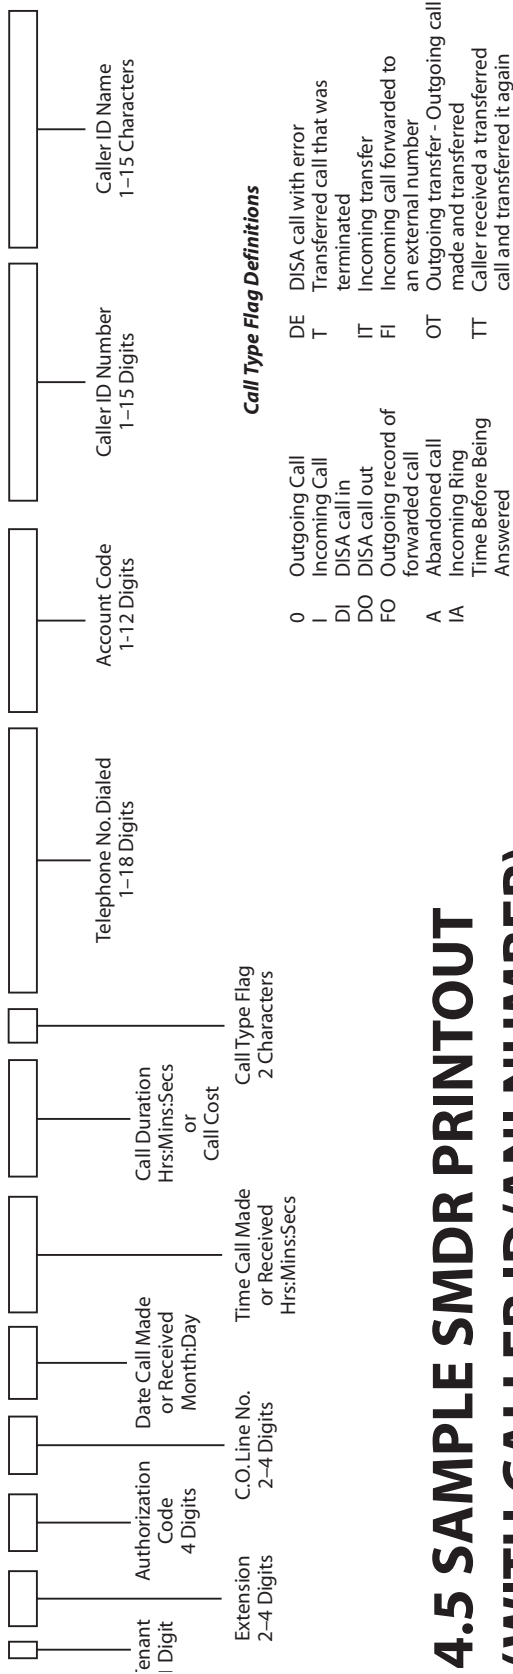 Tenant
1 Digit
Extension
2–4 Digits
Authorization
Code
4 Digits
C.O. Line No.
2–4 Digits
Date Call Made
or Received
Month:Day
Time Call Made
or Received
Hrs:Mins:Secs
Call Duration
Hrs:Mins:Secs
or
Call Cost
Call Type Flag
2 Characters
Telephone No. Dialed
1–18 Digits
Account Code
1-12 Digits
Caller ID Number
1–15 Digits
Caller ID Name
1–15 Characters
Call Type Flag Definitions
0 Outgoing Call
I Incoming Call
DI DISA call in
DO DISA call out
FO Outgoing record of
forwarded call
A Abandoned call
IA Incoming Ring
Time Before Being
Answered
DE DISA call with error
T Transferred call that was
terminated
IT Incoming transfer
FI Incoming call forwarded to
an external number
OT Outgoing transfer - Outgoing call
made and transferred
TT Caller received a transferred
call and transferred it again
4.5 SAMPLE SMDR PRINTOUT
(WITH CALLER ID/ANI NUMBER)